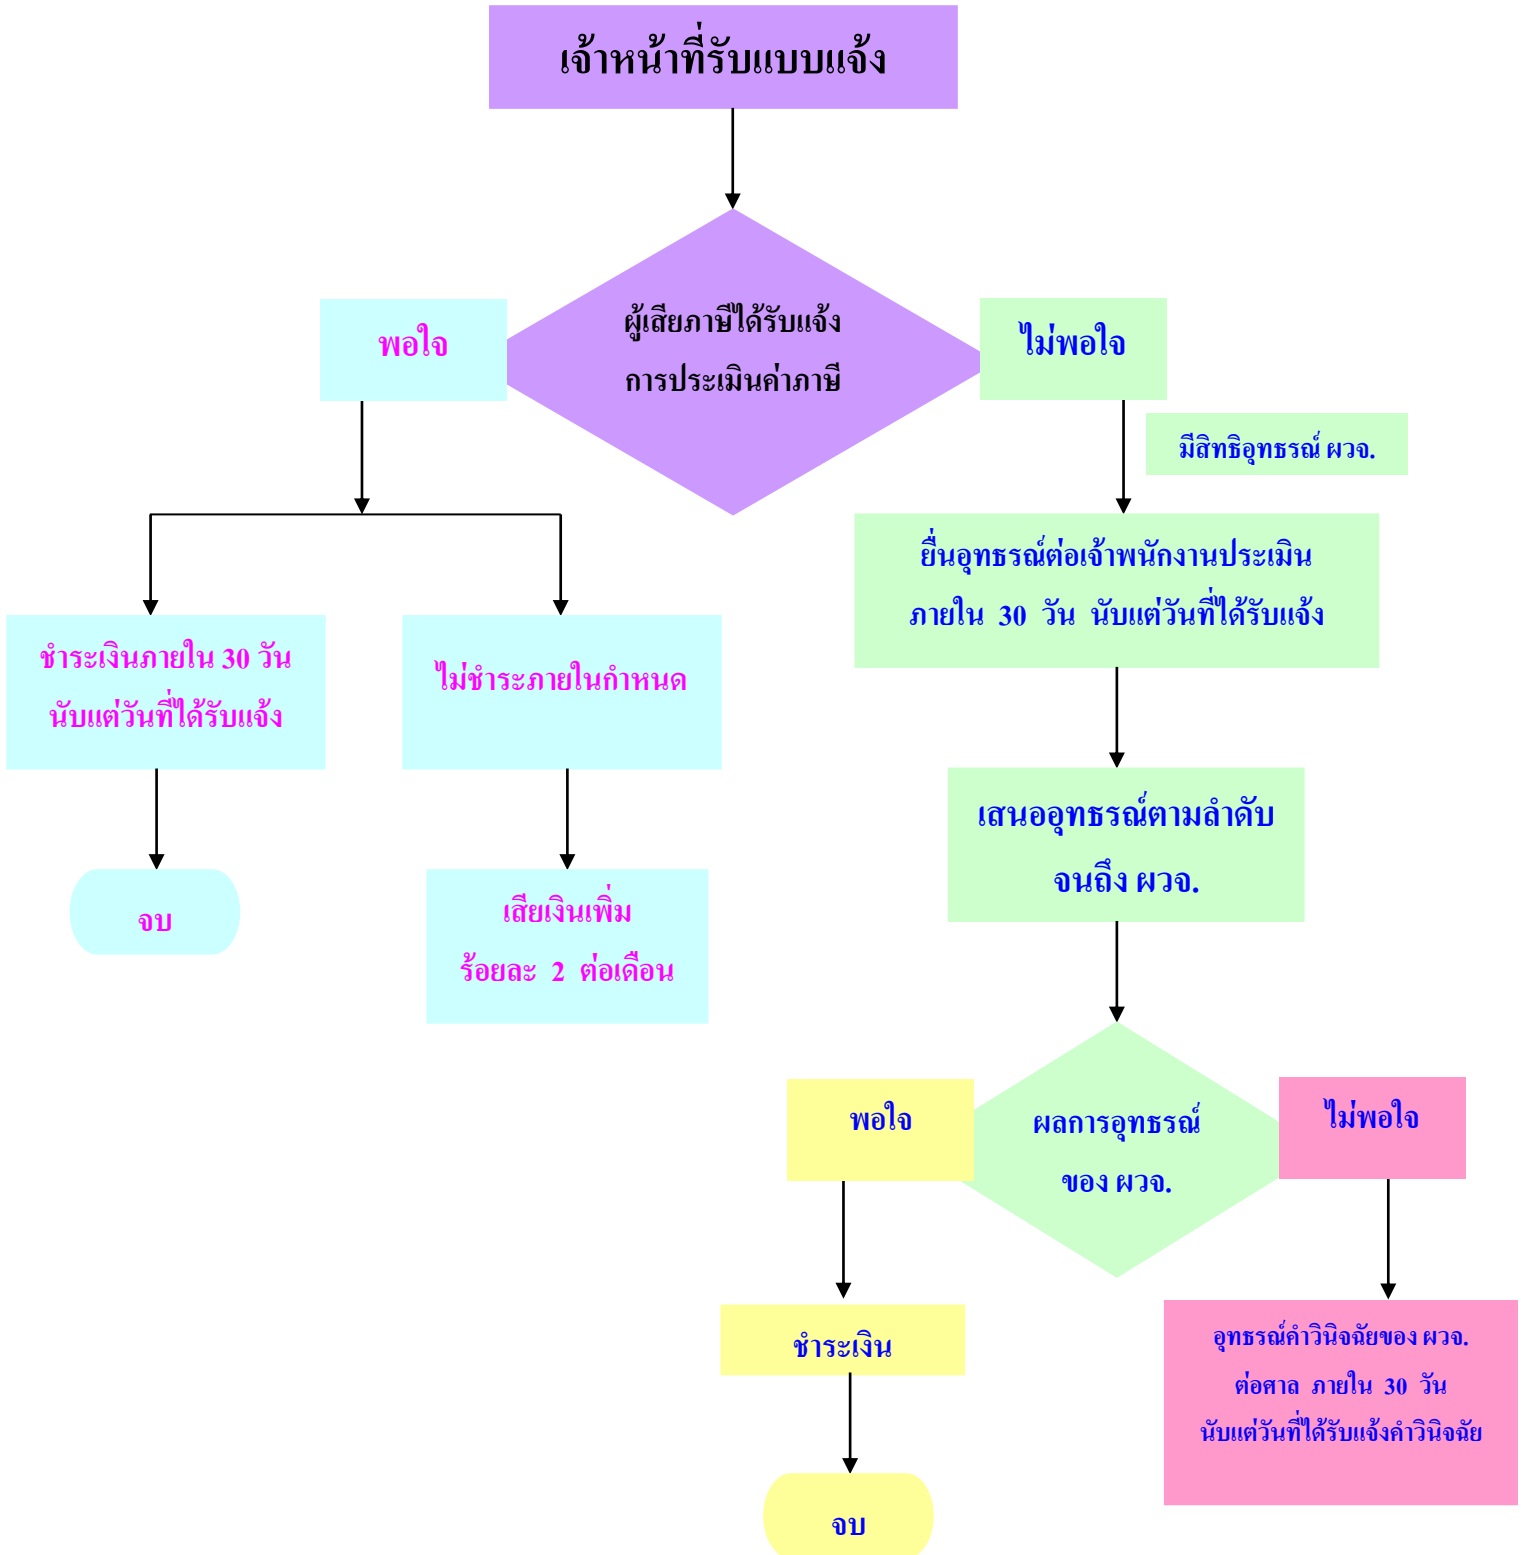 เจ้าหน้าที่รับแบบแจ้ง
ผู้เสียภาษีได้รับแจ้ง
การประเมินค่าภาษี
พอใจ
ไม่พอใจ
มีสิทธิอุทธรณ์ ผวจ.
ชำระเงินภายใน 30 วัน
นับแต่วันที่ได้รับแจ้ง
ไม่ชำระภายในกำหนด
ยื่นอุทธรณ์ต่อเจ้าพนักงานประเมิน
ภายใน 30 วัน นับแต่วันที่ได้รับแจ้ง
จบ
เสียเงินเพิ่ม
ร้อยละ 2 ต่อเดือน
เสนออุทธรณ์ตามลำดับ
จนถึง ผวจ.
พอใจ
ผลการอุทธรณ์
ของ ผวจ.
ไม่พอใจ
ชำระเงิน
จบ
อุทธรณ์คำวินิจฉัยของ ผวจ.
ต่อศาล ภายใน 30 วัน
นับแต่วันที่ได้รับแจ้งคำวินิจฉัย